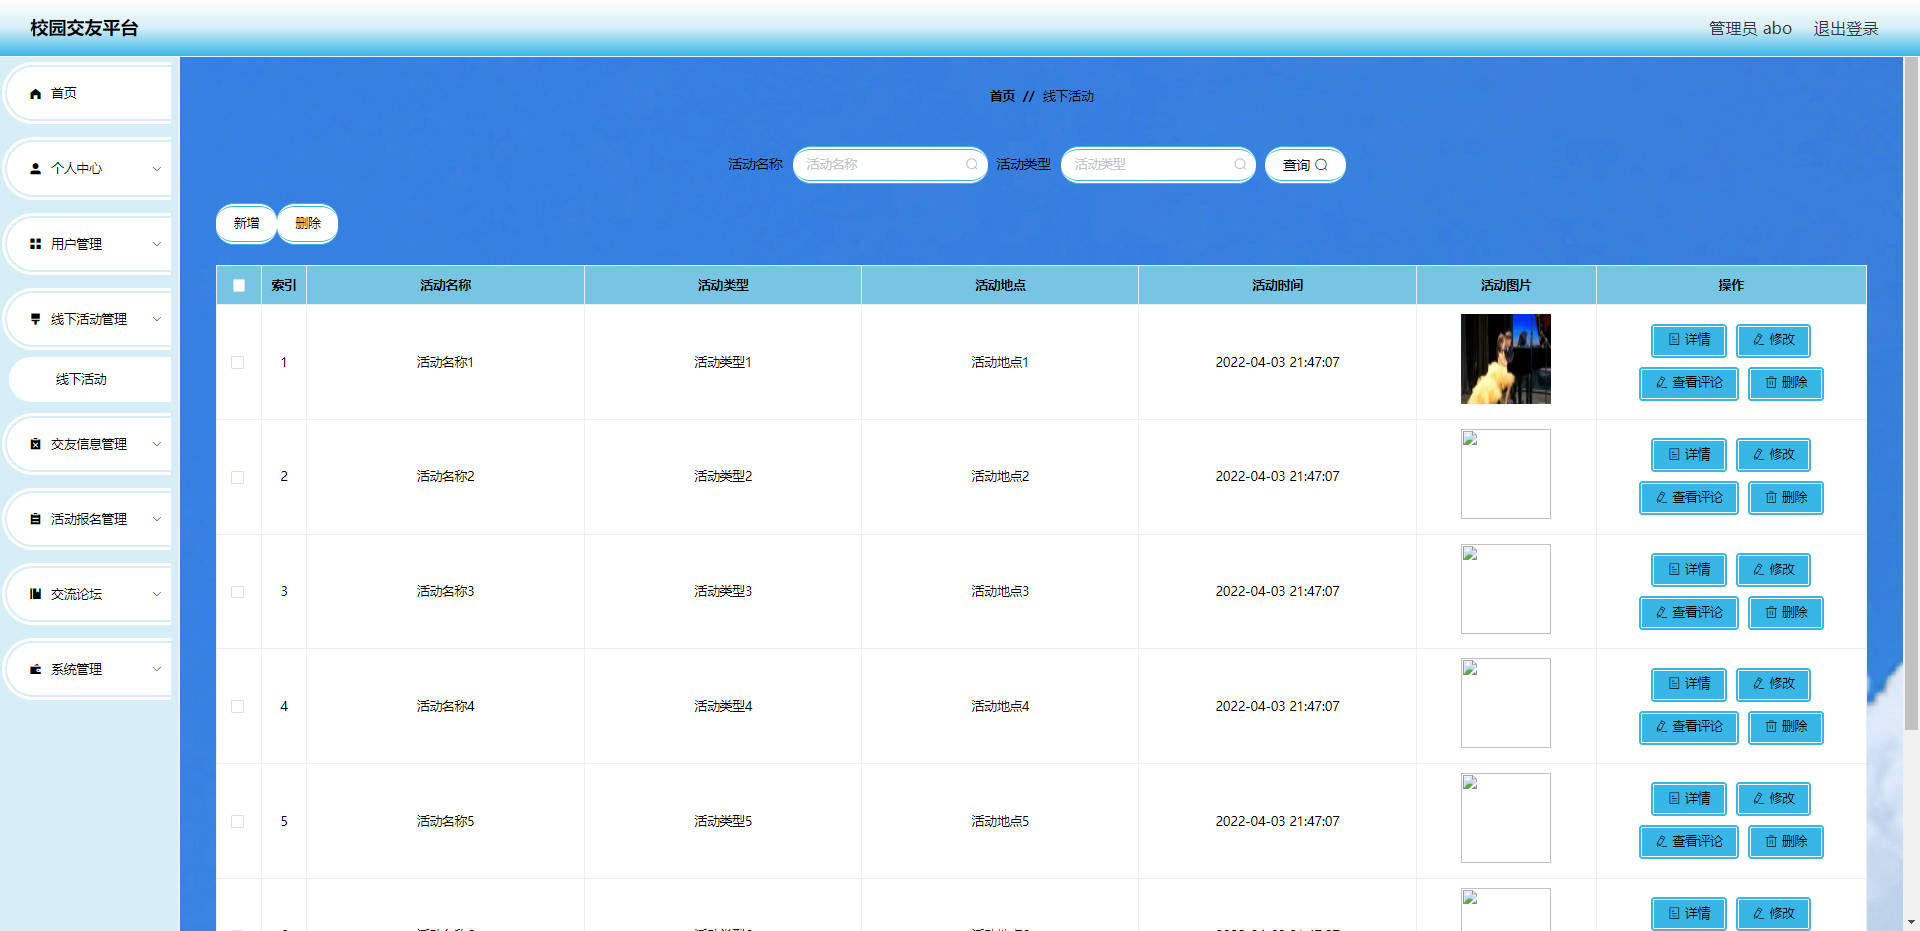 校园交友平台
管理员 abo 退出登录
首页
个人中心
用户管理
线下活动管理
线下活动
交友信息管理
活动报名管理
交流论坛
系统管理
首页 // 线下活动
活动名称 活动名称 活动类型 活动类型 查询
新增 删除
索引 活动名称 活动类型 活动地点 活动时间 活动图片 操作
1 活动名称1 活动类型1 活动地点1 2022-04-03 21:47:07 详情 修改
查看评论 删除
2 活动名称2 活动类型2 活动地点2 2022-04-03 21:47:07 详情 修改
查看评论 删除
3 活动名称3 活动类型3 活动地点3 2022-04-03 21:47:07 详情 修改
查看评论 删除
4 活动名称4 活动类型4 活动地点4 2022-04-03 21:47:07 详情 修改
查看评论 删除
5 活动名称5 活动类型5 活动地点5 2022-04-03 21:47:07 详情 修改
查看评论 删除
详情 修改